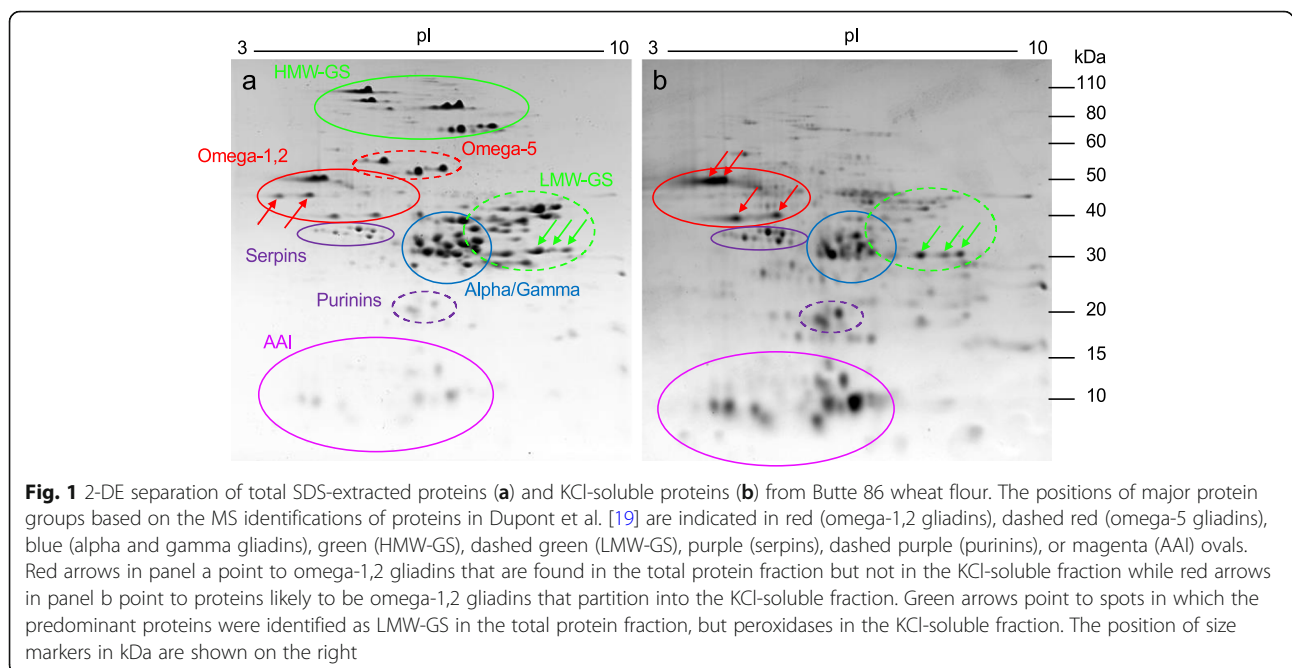 pI
3 10
pI
3 10
kDa
a
HMW-GS
Omega-1,2
Omega-5
LMW-GS
Serpins
Alpha/Gamma
Purinins
AAI
b
110
80
60
50
40
30
20
15
10
Fig. 1 2-DE separation of total SDS-extracted proteins (a) and KCl-soluble proteins (b) from Butte 86 wheat flour. The positions of major protein
groups based on the MS identifications of proteins in Dupont et al. [19] are indicated in red (omega-1,2 gliadins), dashed red (omega-5 gliadins),
blue (alpha and gamma gliadins), green (HMW-GS), dashed green (LMW-GS), purple (serpins), dashed purple (purinins), or magenta (AAI) ovals.
Red arrows in panel a point to omega-1,2 gliadins that are found in the total protein fraction but not in the KCl-soluble fraction while red arrows
in panel b point to proteins likely to be omega-1,2 gliadins that partition into the KCl-soluble fraction. Green arrows point to spots in which the
predominant proteins were identified as LMW-GS in the total protein fraction, but peroxidases in the KCl-soluble fraction. The position of size
markers in kDa are shown on the right